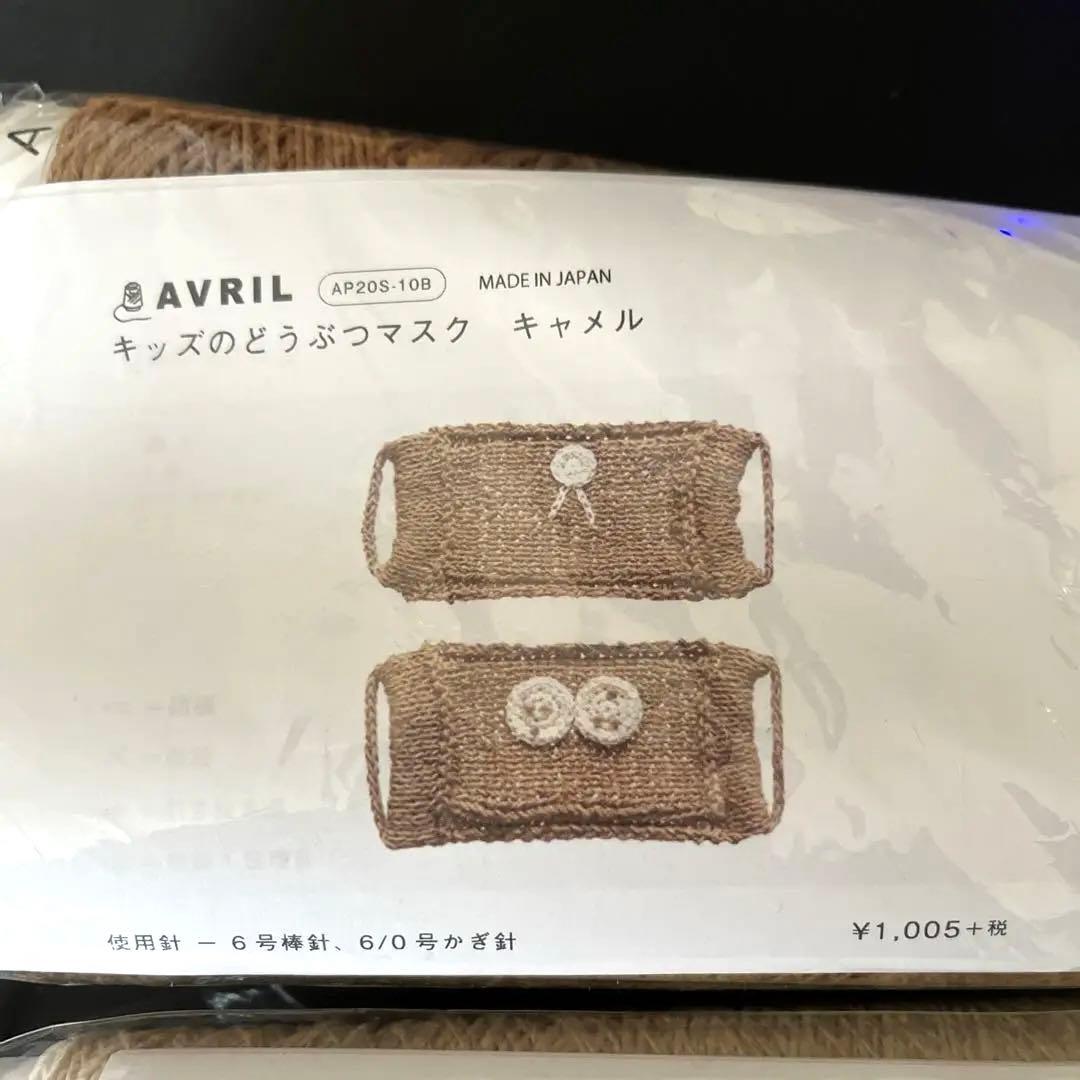 A
AVRIL AP20S-10B MADE IN JAPAN
キッズのどうぶつマスク キャメル
使用針 ― 6号棒針、6/0号かぎ針
¥1,005+税